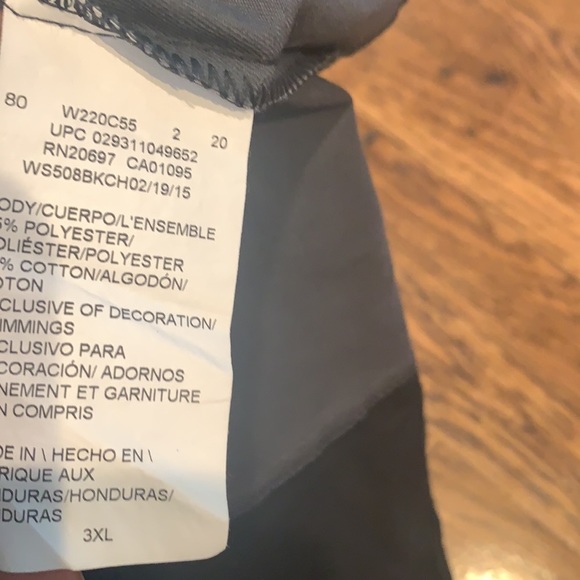 80 W220C55 2 20
UPC 029311049652
RN20697 CA01095
WS508BKCH02/19/15
ODY/CUERPO/L'ENSEMBLE
5% POLYESTER/
OLIÉSTER/POLYESTER
% COTTON/ALGODÓN/
OTON
CLUSIVE OF DECORATION/
IMMINGS
CLUSIVO PARA
CORACIÓN/ ADORNOS
NEMENT ET GARNITURE
N COMPRIS
DE IN \ HECHO EN \
RIQUE AUX
NDURAS/HONDURAS/
DURAS
3XL